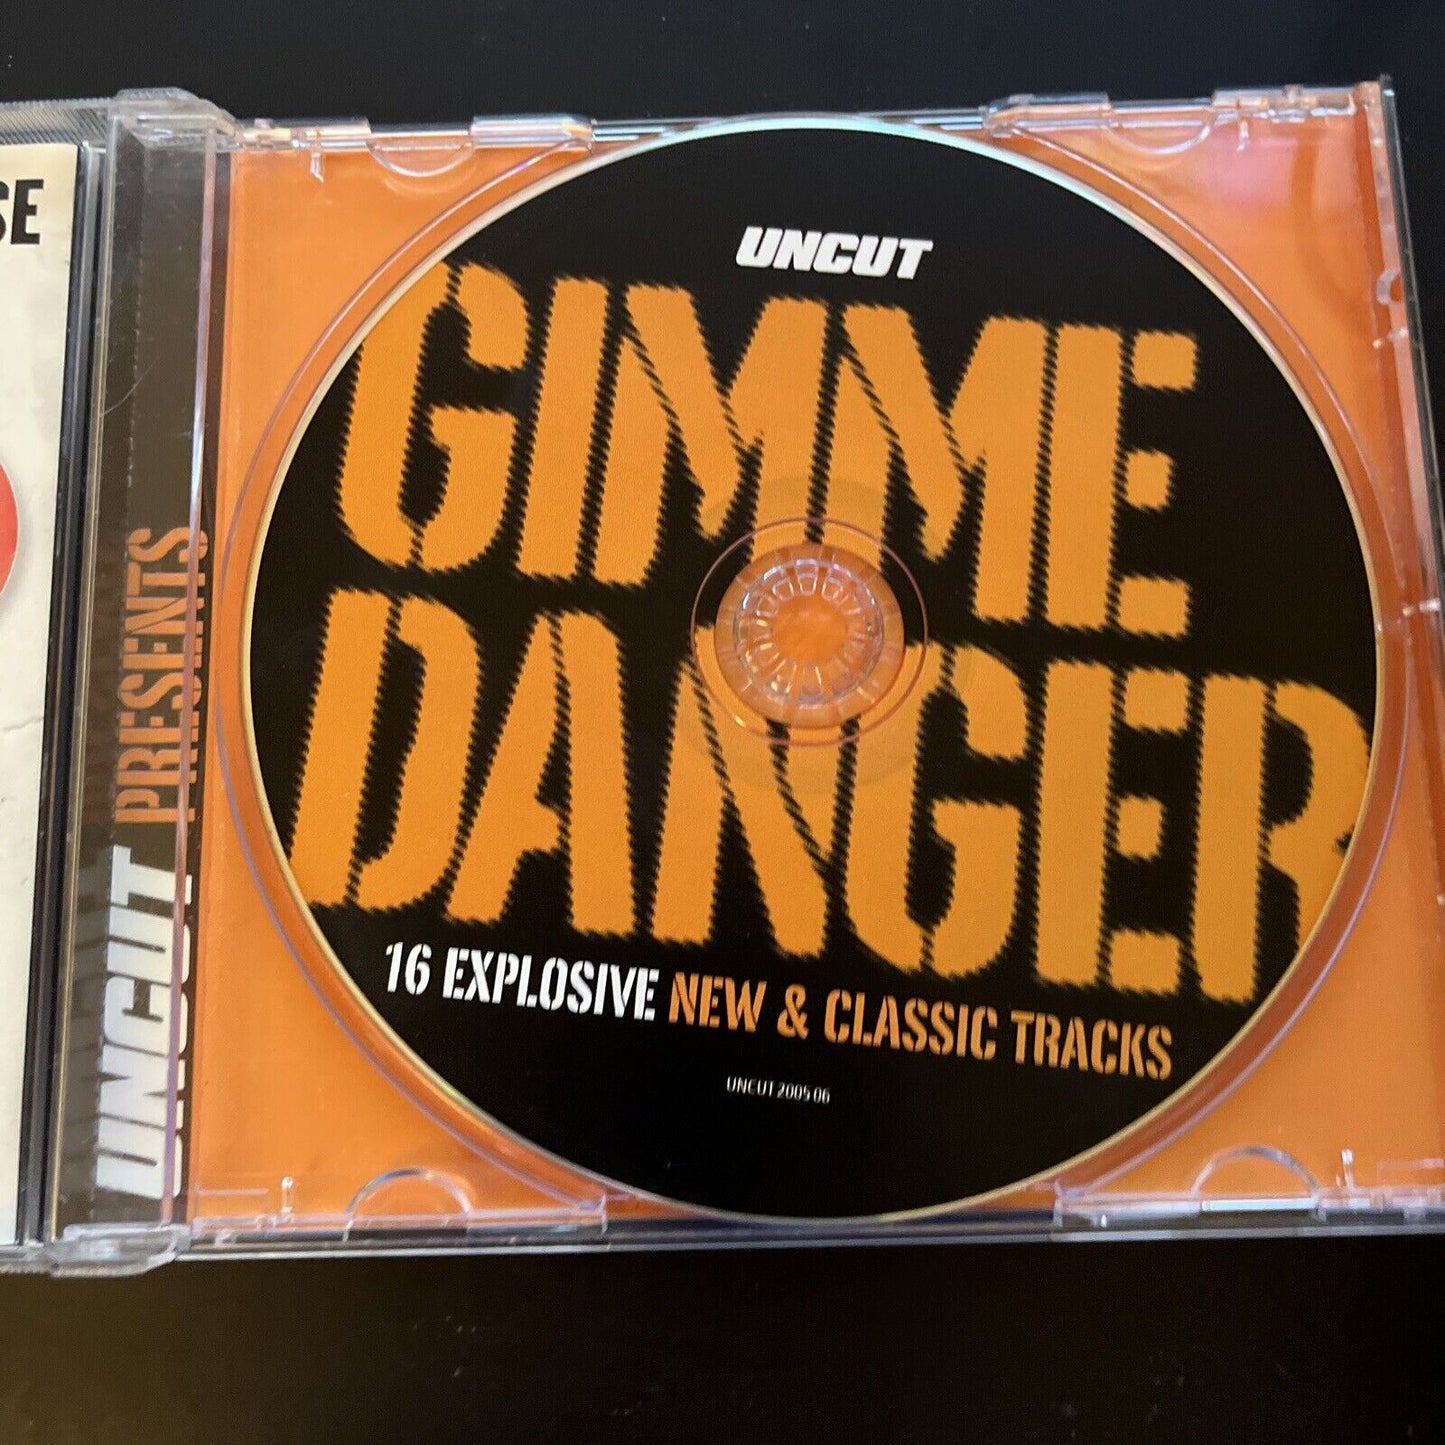 UNCUT
GIMME
DANGER
16 EXPLOSIVE NEW & CLASSIC TRACKS
UNCUT 2005 06
UNCUT PRESENTS
SE